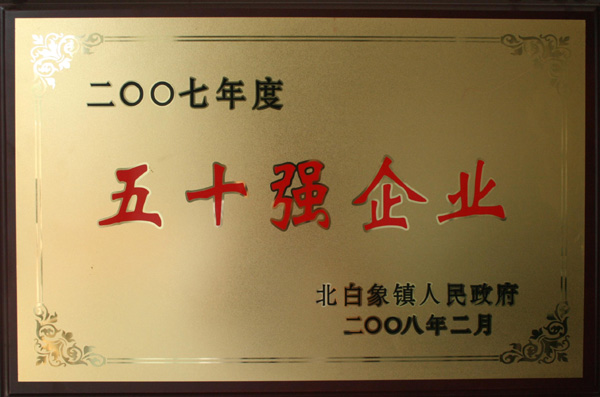 二〇〇七年度
五十强企业
北白象镇人民政府
二〇〇八年二月